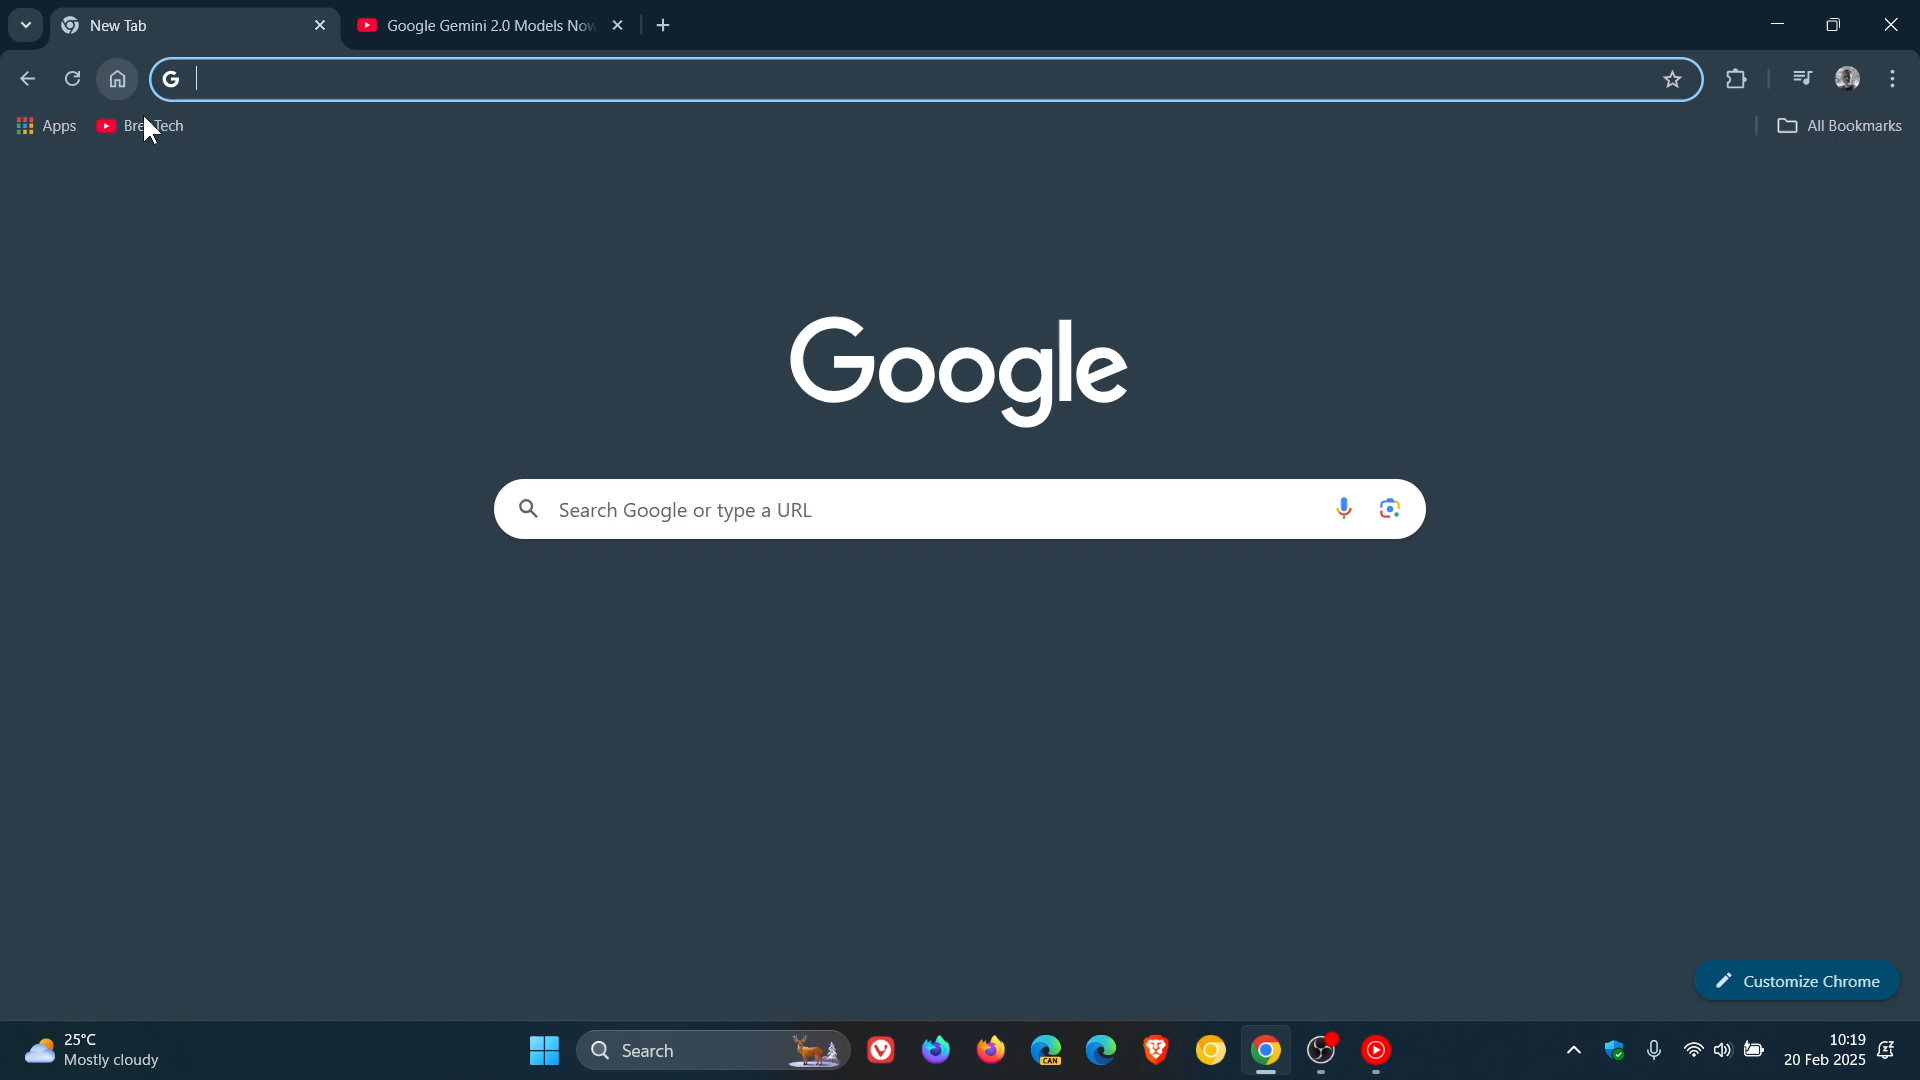 New Tab
Google Gemini 2.0 Models Now
Apps
Tech
All Bookmarks
Google
Search Google or type a URL
Customize Chrome
25°C
Mostly cloudy
Search
CAN
10:19
20 Feb 2025